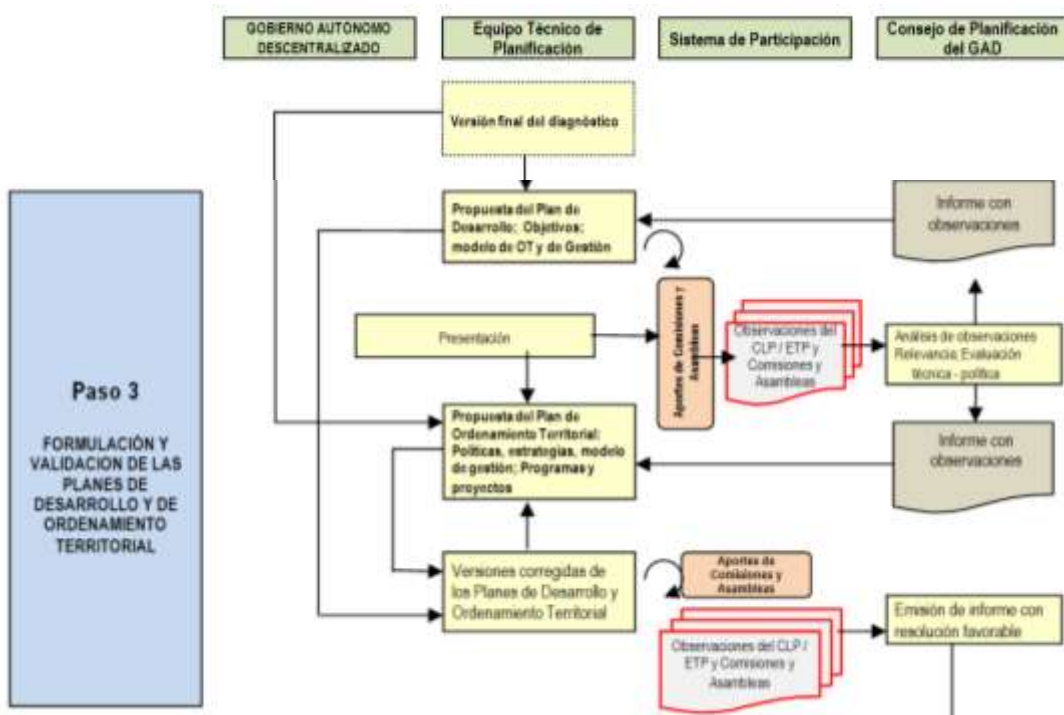 GOBIERNO AUTÓNOMO
DESCENTRALIZADO
Equipo Técnico de
Planificación
Sistema de Participación
Consejo de Planificación
del GAD
Versión final del diagnóstico
Paso 3
FORMULACIÓN Y
VALIDACION DE LAS
PLANES DE
DESARROLLO Y DE
ORDENAMIENTO
TERRITORIAL
Propuesta del Plan de
Desarrollo; Objetivos;
modelo de OT y de Gestión
Informe con
observaciones
Presentación
Aportes de Comisiones y
Asambleas
Observaciones del
CLP / ETP y
Comisiones y
Asambleas
Análisis de observaciones
Relevancia; Evaluación
técnica - política
Propuesta del Plan de
Ordenamiento Territorial;
Políticas, estrategias, modelo
de gestión; Programas y
proyectos
Informe con
observaciones
Versiones corregidas de
los Planes de Desarrollo y
Ordenamiento Territorial
Aportes de
Comisiones y
Asambleas
Observaciones del CLP /
ETP y Comisiones y
Asambleas
Emisión de informe con
resolución favorable